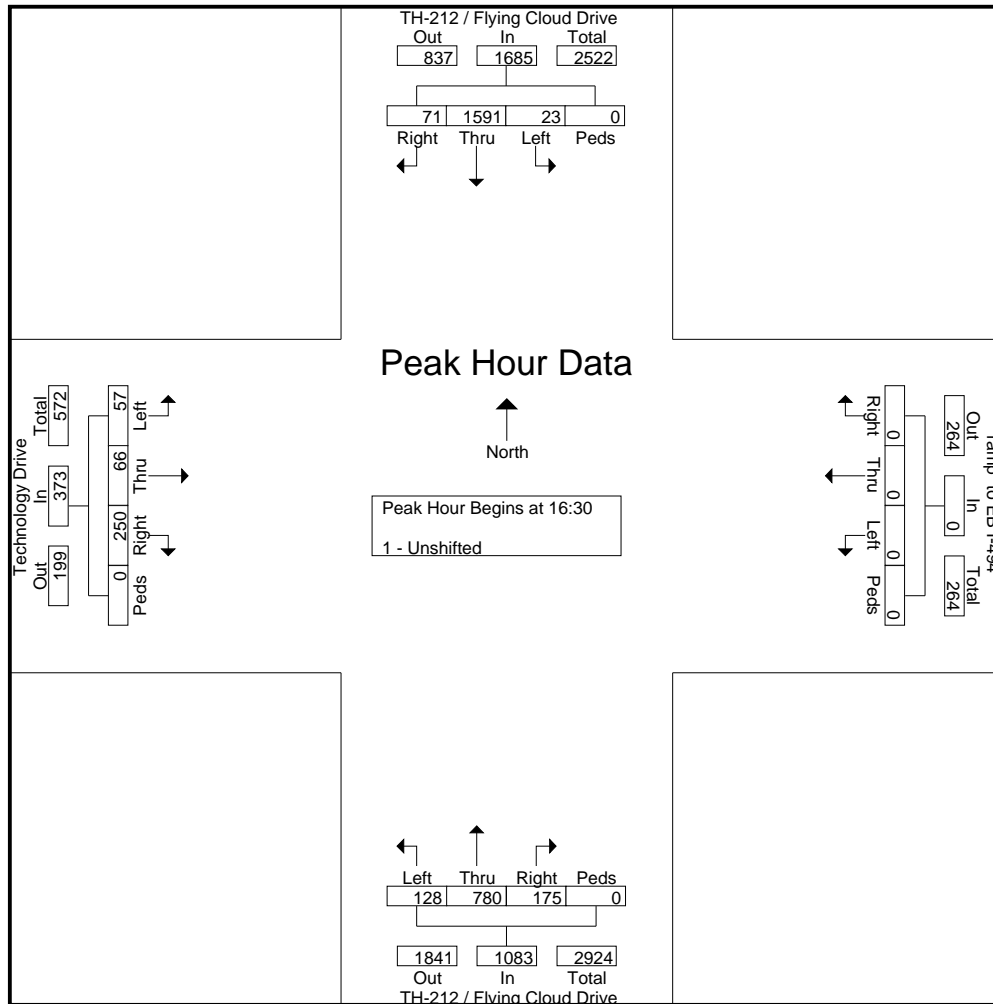 TH-212 / Flying Cloud Drive
Out In Total
837 1685 2522
71 1591 23 0
Right Thru Left Peds
Peak Hour Data
North
Peak Hour Begins at 16:30
1 - Unshifted
Technology Drive
Out In Total
199 373 572
0 250 66 57
Peds Right Thru Left
Right Thru Left Peds
0 0 0 0
264 0 264
Out In Total
to EB I-494
Left Thru Right Peds
128 780 175 0
1841 1083 2924
Out In Total
TH-212 / Flying Cloud Drive